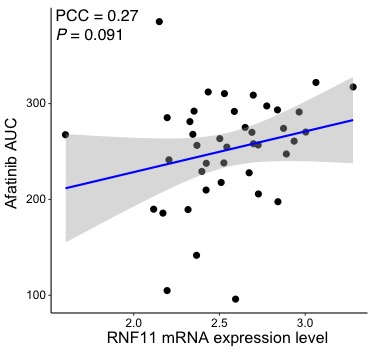 PCC = 0.27
P = 0.091
Afatinib AUC
300
200
100
2.0 2.5 3.0
RNF11 mRNA expression level